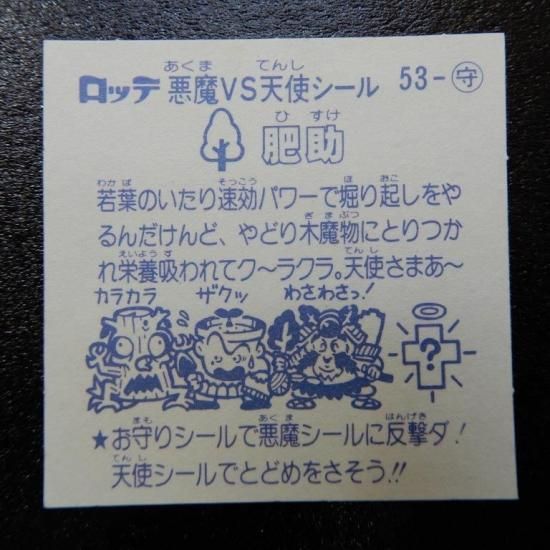 ロッテ 悪魔VS天使シール 53-守
肥助
若葉のいたり速効パワーで掘り起しをや
るんだけんど、やどり木魔物にとりつか
れ栄養吸われてク〜ラクラ。天使さまあ〜
カラカラ ザクッ わさわさっ!
?
★お守りシールで悪魔シールに反撃ダ!
天使シールでとどめをさそう!!